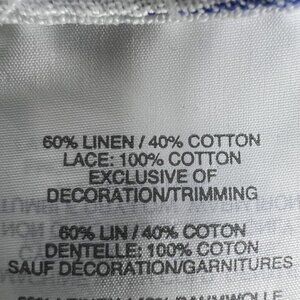 60% LINEN / 40% COTTON
LACE: 100% COTTON
EXCLUSIVE OF
DECORATION/TRIMMING
60% LIN / 40% COTON
DENTELLE: 100% COTON
SAUF DÉCORATION/GARNITURES